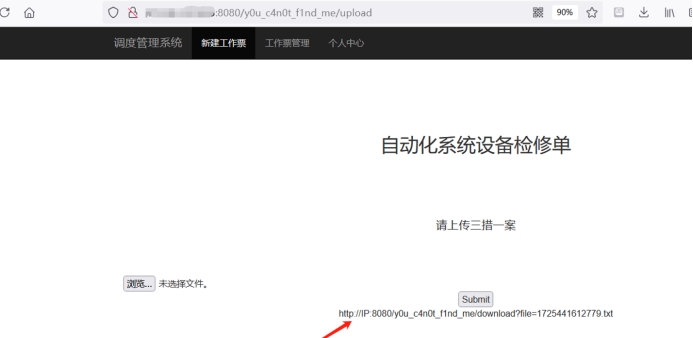 :8080/y0u_c4n0t_f1nd_me/upload
90%
调度管理系统 新建工作票 工作票管理 个人中心
自动化系统设备检修单
请上传三措一案
浏览... 未选择文件。
Submit
http://IP:8080/y0u_c4n0t_f1nd_me/download?file=1725441612779.txt